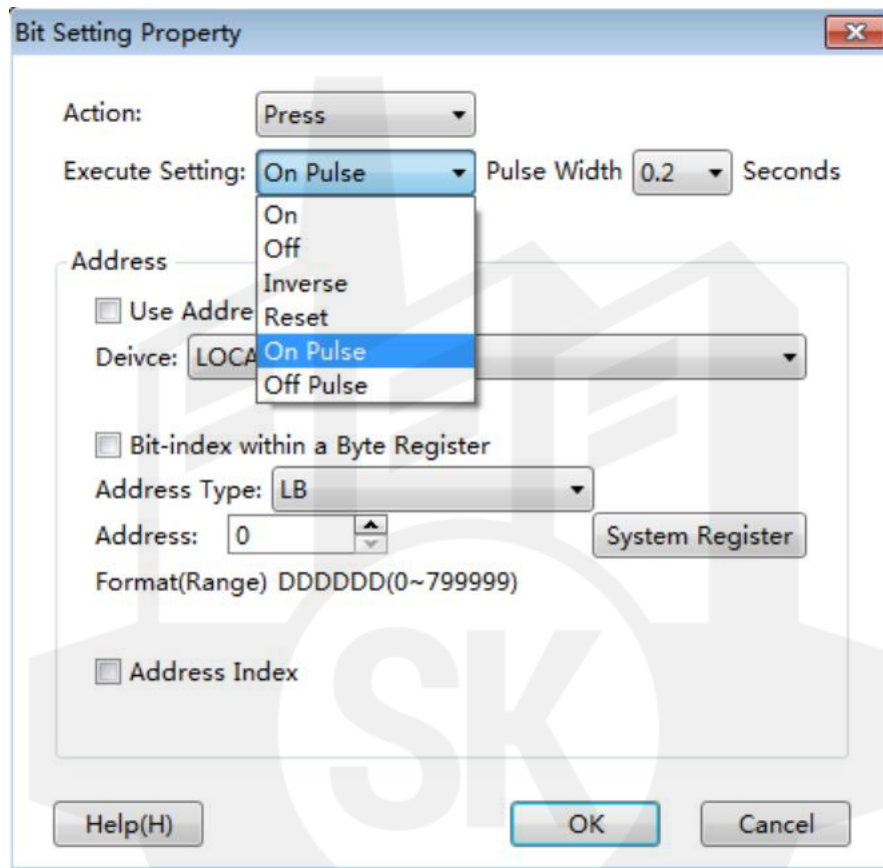 Bit Setting Property
Action: Press
Execute Setting: On Pulse Pulse Width 0.2 Seconds
On
Off
Inverse
Reset
On Pulse
Off Pulse
Address
Use Addre
Deivce: LOCA
Bit-index within a Byte Register
Address Type: LB
Address: 0 System Register
Format(Range) DDDDDD(0~799999)
Address Index
SK
Help(H) OK Cancel